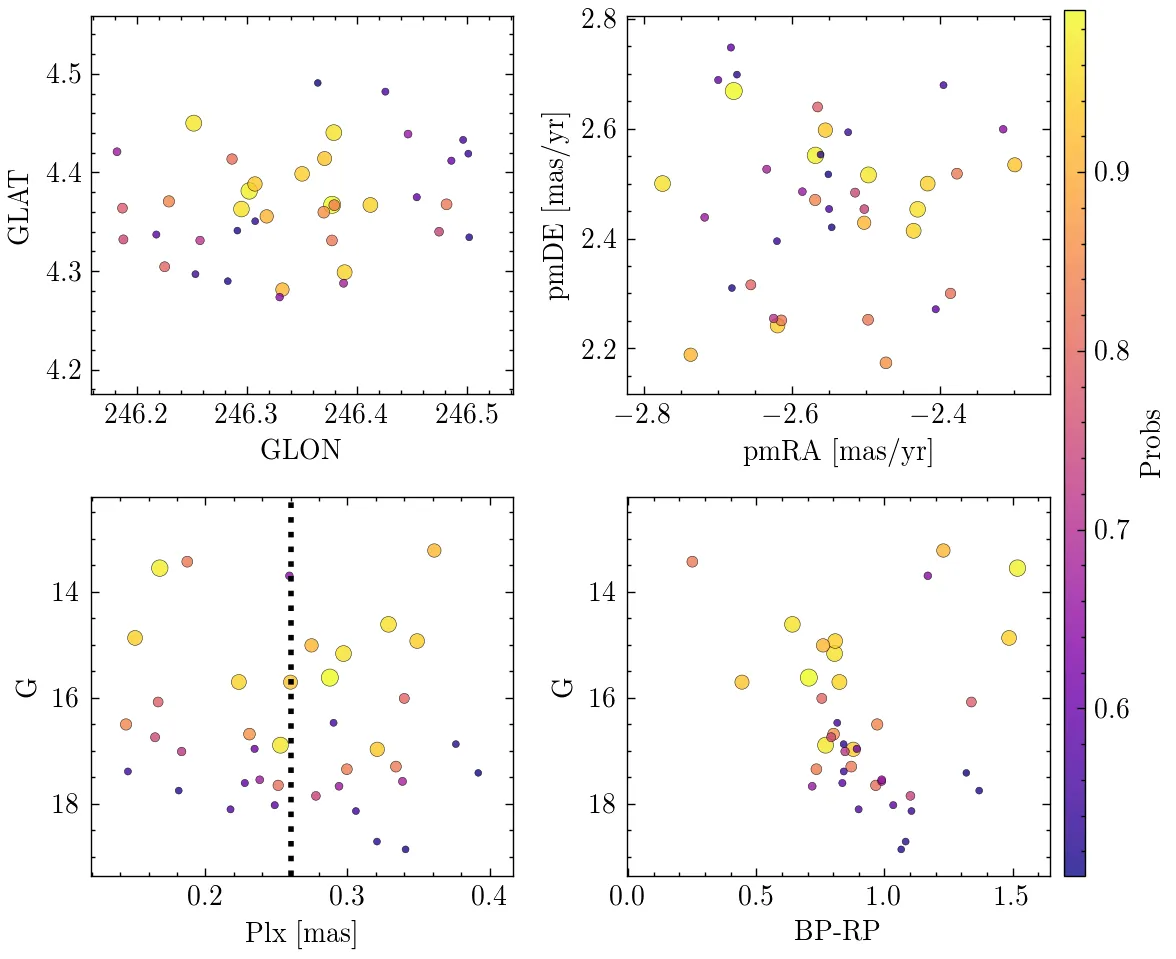 4.5
4.4
4.3
4.2
GLAT
246.2 246.3 246.4 246.5
GLON
2.8
2.6
2.4
2.2
pmDE [mas/yr]
−2.8 −2.6 −2.4
pmRA [mas/yr]
14
16
18
G
0.2 0.3 0.4
Plx [mas]
14
16
18
G
0.0 0.5 1.0 1.5
BP-RP
0.9
0.8
0.7
0.6
Probs